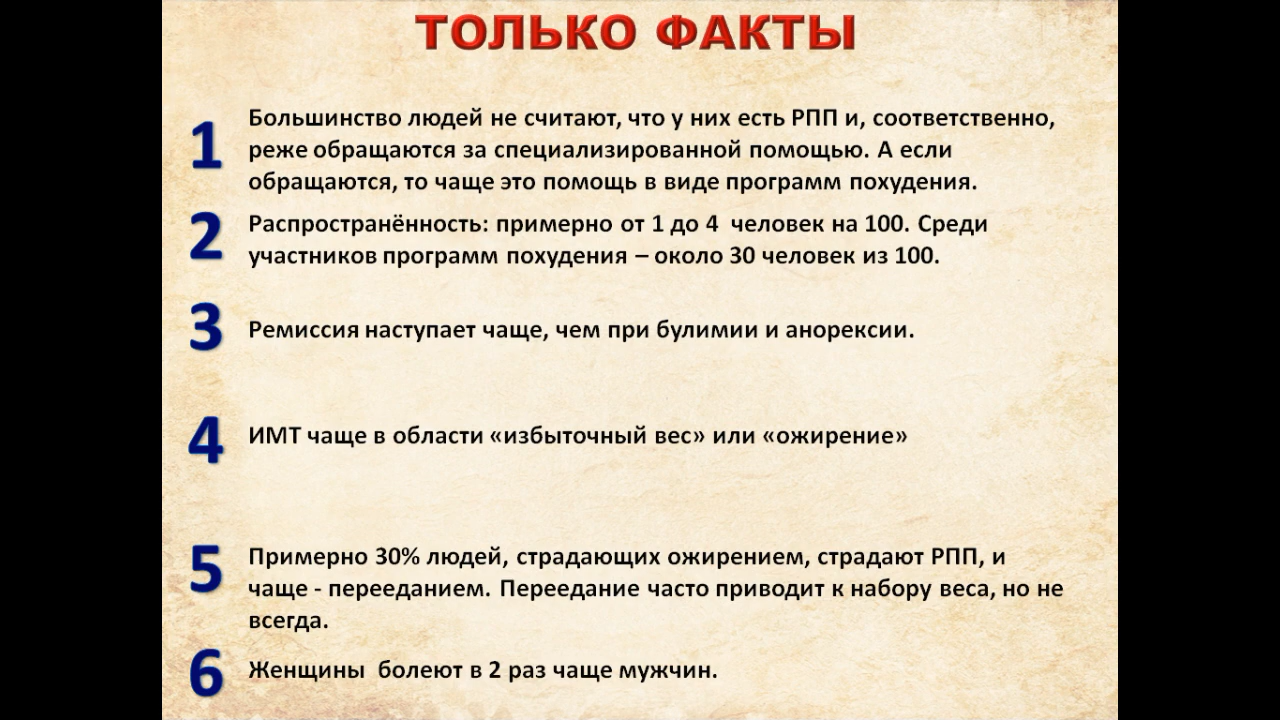 ТОЛЬКО ФАКТЫ
1 Большинство людей не считают, что у них есть РПП и, соответственно,
реже обращаются за специализированной помощью. А если
обращаются, то чаще это помощь в виде программ похудения.
2 Распространённость: примерно от 1 до 4 человек на 100. Среди
участников программ похудения – около 30 человек из 100.
3 Ремиссия наступает чаще, чем при булимии и анорексии.
4 ИМТ чаще в области «избыточный вес» или «ожирение»
5 Примерно 30% людей, страдающих ожирением, страдают РПП, и
чаще - перееданием. Переедание часто приводит к набору веса, но не
всегда.
6 Женщины болеют в 2 раз чаще мужчин.